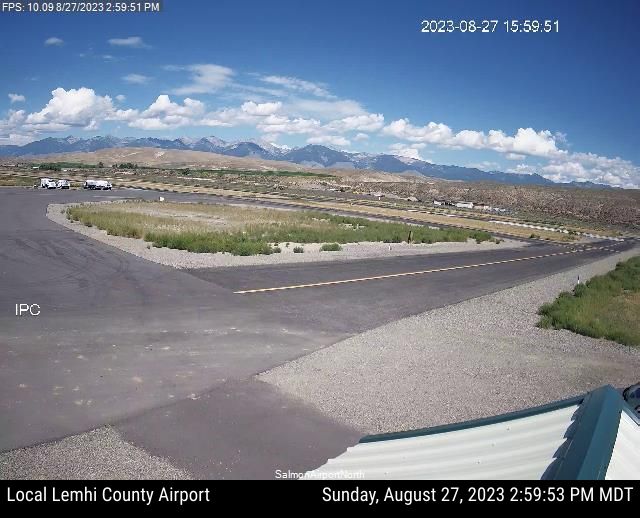 FPS: 10.09 8/27/2023 2:59:51 PM
2023-08-27 15:59:51
IPC
SalmonAirportNorth
Local Lemhi County Airport
Sunday, August 27, 2023 2:59:53 PM MDT